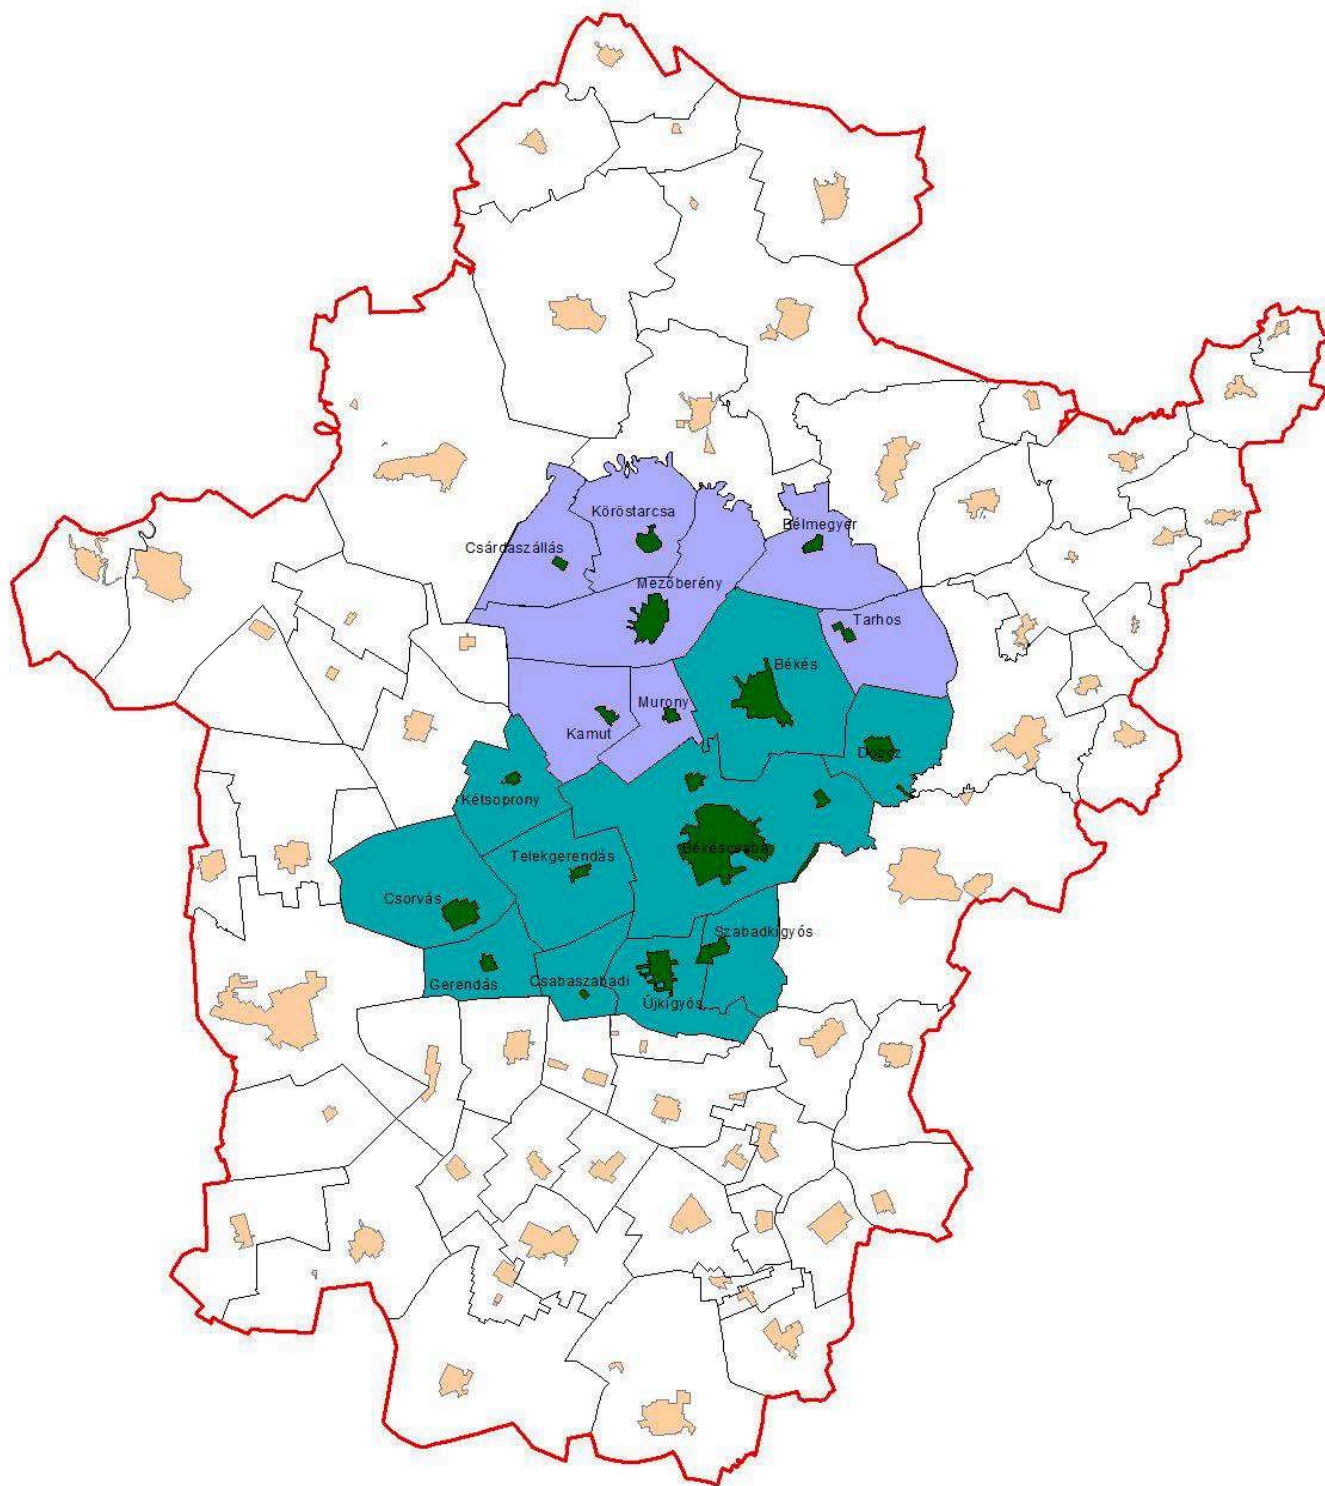 Köröstarcsa
Bélmegyer
Csárdaszállás
Mezőberény
Tarhos
Békés
Murony
Kamut
Doboz
Kétsoprony
Békéscsaba
Telekgerendás
Csorvás
Szabadkígyós
Csabaszabadi
Gerendás
Újkígyós